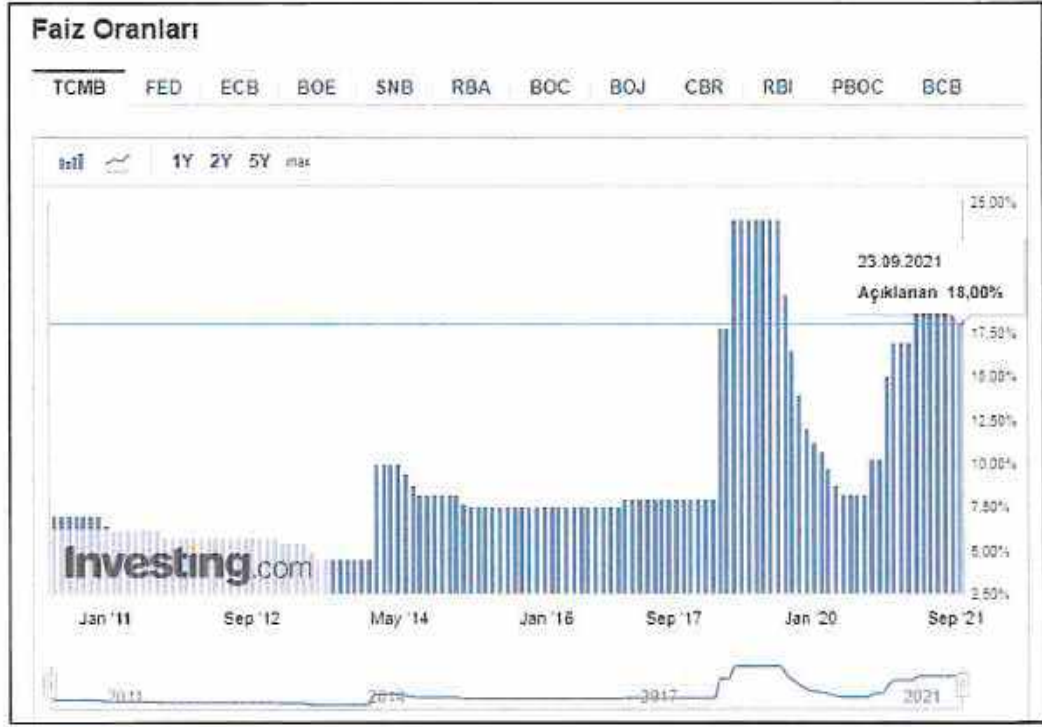 Faiz Oranları
TCMB FED ECB BOE SNB RBA BOC BOJ CBR RBI PBOC BCB
1Y 2Y 5Y max
25.00%
23.09.2021
Açıklanan 18,00%
17.50%
15.00%
12.50%
10.00%
7.50%
5.00%
2.50%
Investing.com
Jan '11 Sep '12 May '14 Jan '16 Sep '17 Jan '20 Sep '21
2011 2014 2017 2021